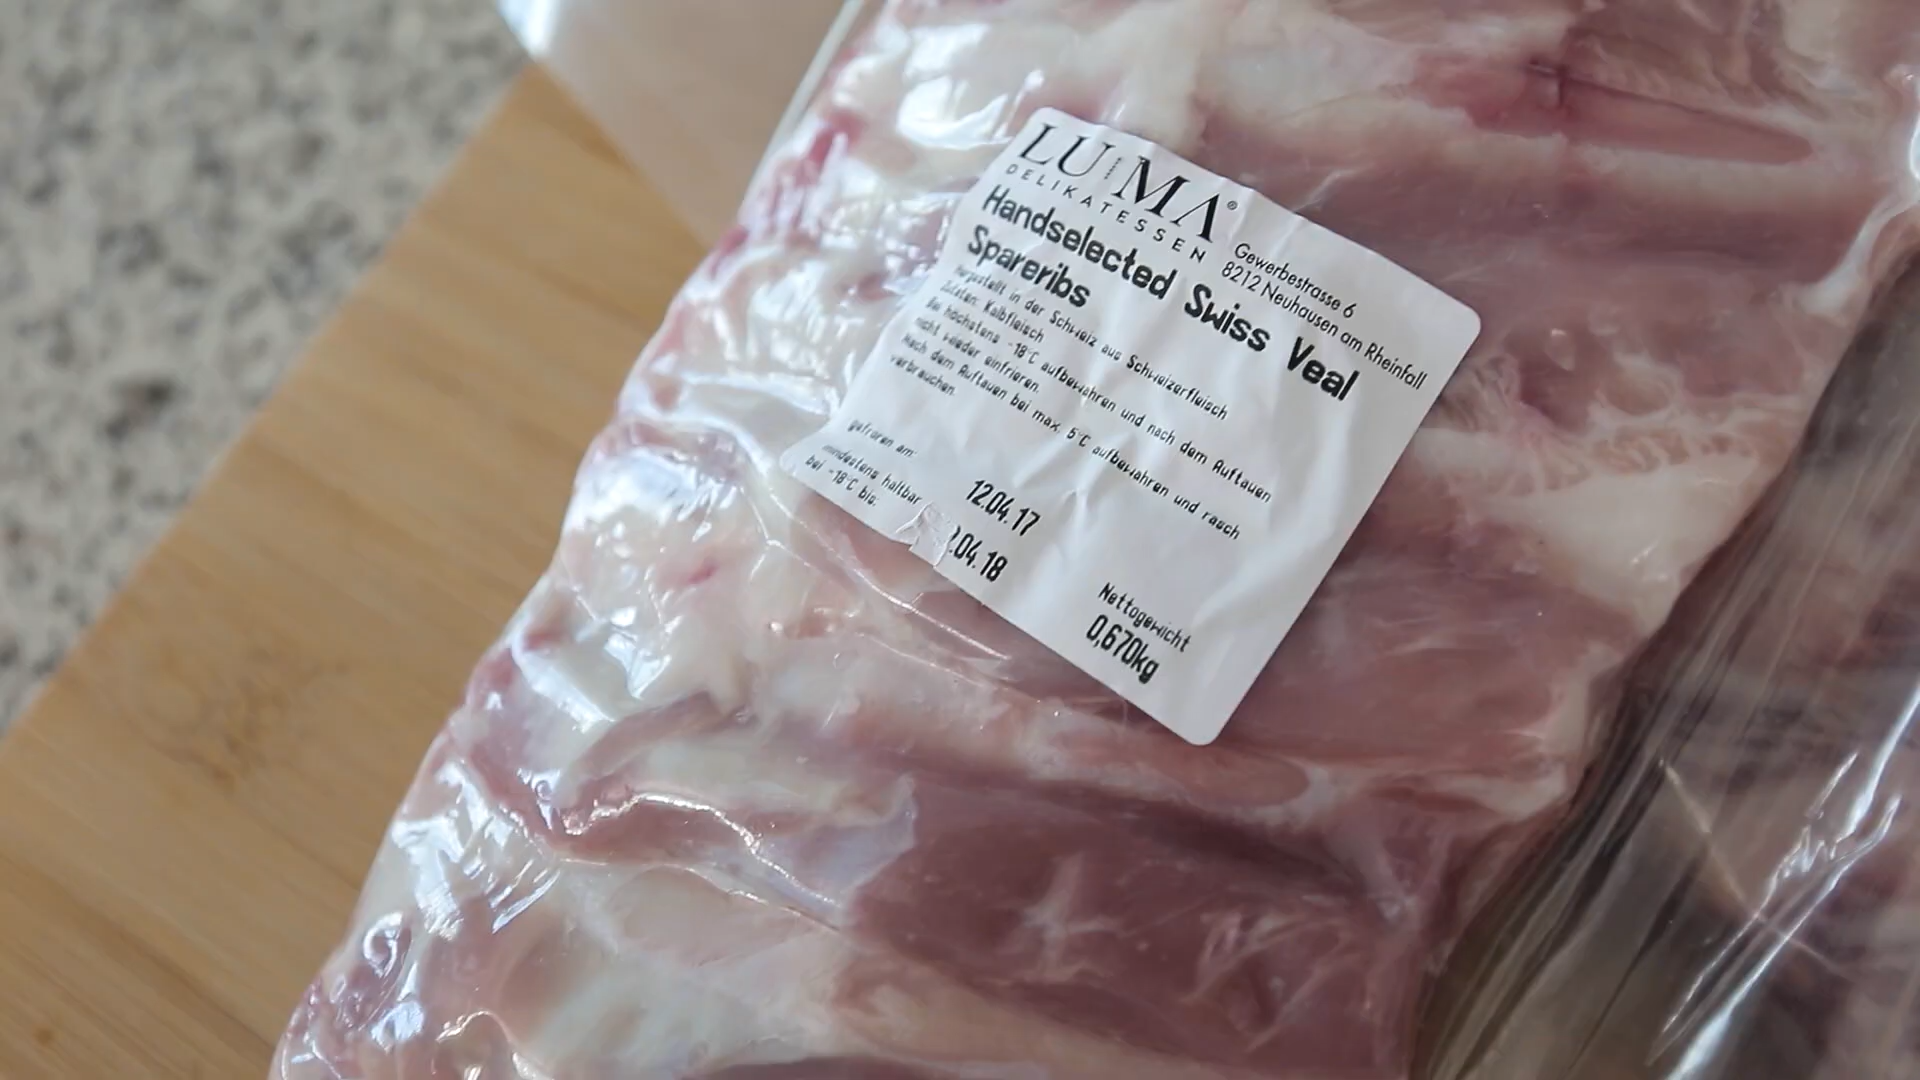 LUMA®
DELIKATESSEN
Gewerbestrasse 6
8212 Neuhausen am Rheinfall
Handselected Swiss Veal
Spareribs
hergestellt in der Schweiz aus Schweizerfleisch
Zutaten: Kalbfleisch
Bei höchstens -18°C aufbewahren und nach dem Auftauen
nicht wieder einfrieren.
Nach dem Auftauen bei max. 5°C aufbewahren und rasch
verbrauchen.
gefroren am: 12.04.17
mindestens haltbar
bei -18°C bis: .04.18
Nettogewicht
0,670kg